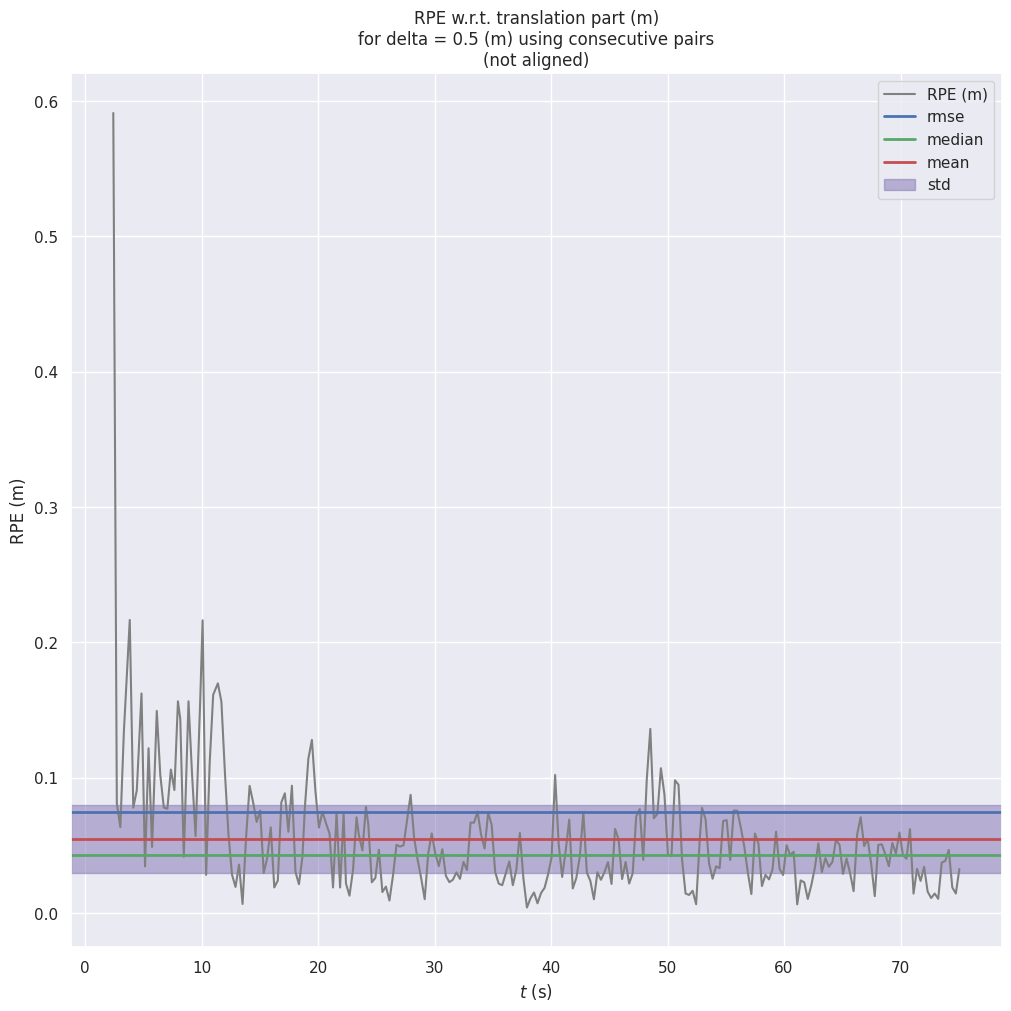 RPE w.r.t. translation part (m)
for delta = 0.5 (m) using consecutive pairs
(not aligned)
RPE (m)
rmse
median
mean
std
RPE (m)
0.6
0.5
0.4
0.3
0.2
0.1
0.0
0 10 20 30 40 50 60 70
t (s)